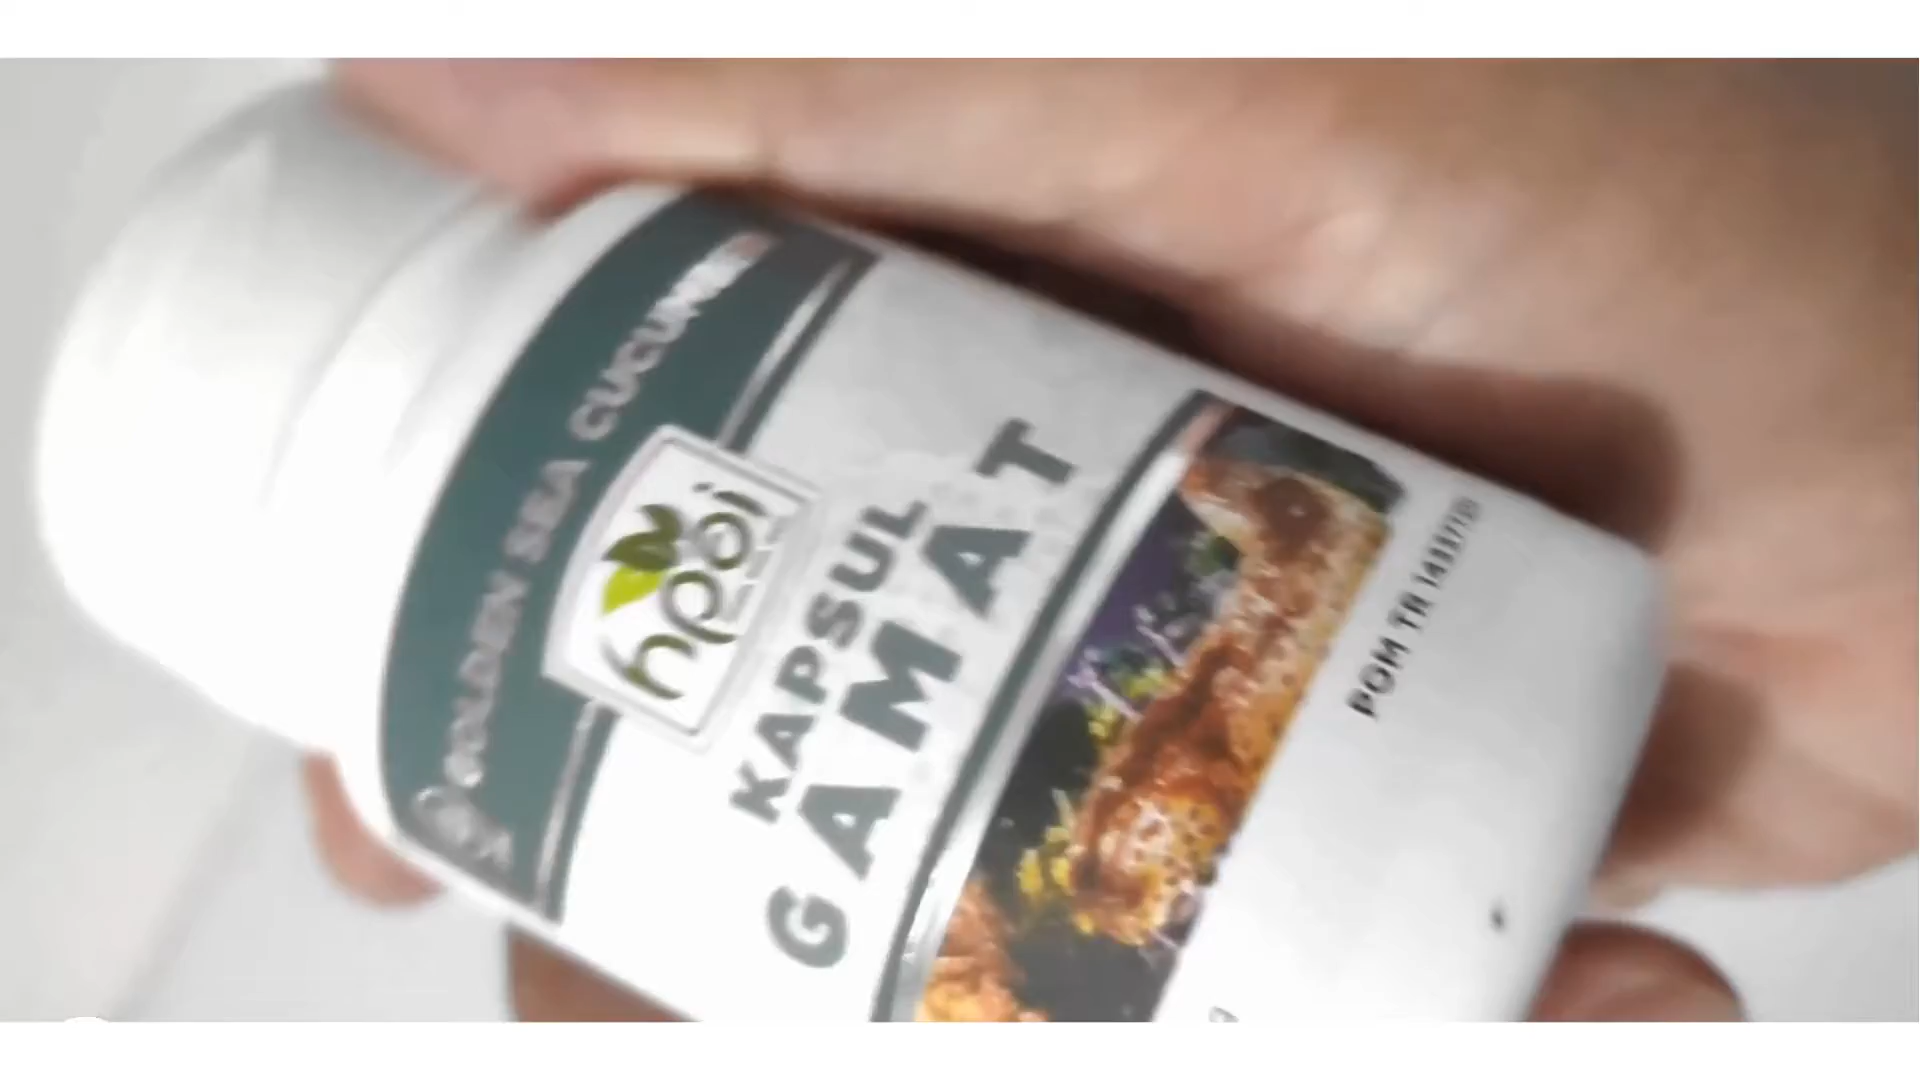 GOLDEN SEA CUCUMBER
hpai
KAPSUL
GAMAT
POM TR